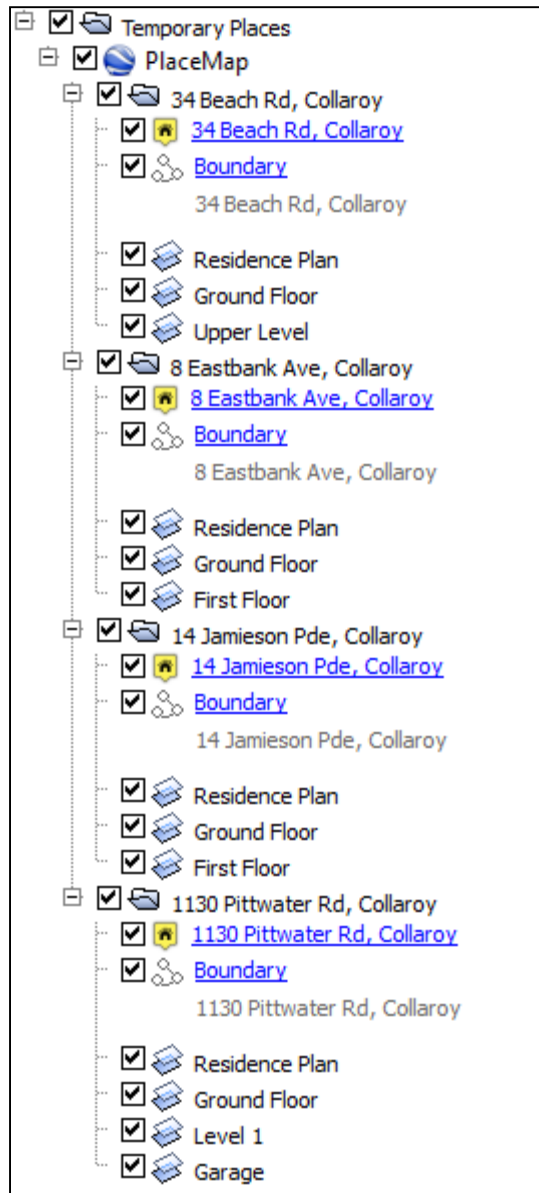 Temporary Places
PlaceMap
34 Beach Rd, Collaroy
34 Beach Rd, Collaroy
Boundary
34 Beach Rd, Collaroy
Residence Plan
Ground Floor
Upper Level
8 Eastbank Ave, Collaroy
8 Eastbank Ave, Collaroy
Boundary
8 Eastbank Ave, Collaroy
Residence Plan
Ground Floor
First Floor
14 Jamieson Pde, Collaroy
14 Jamieson Pde, Collaroy
Boundary
14 Jamieson Pde, Collaroy
Residence Plan
Ground Floor
First Floor
1130 Pittwater Rd, Collaroy
1130 Pittwater Rd, Collaroy
Boundary
1130 Pittwater Rd, Collaroy
Residence Plan
Ground Floor
Level 1
Garage